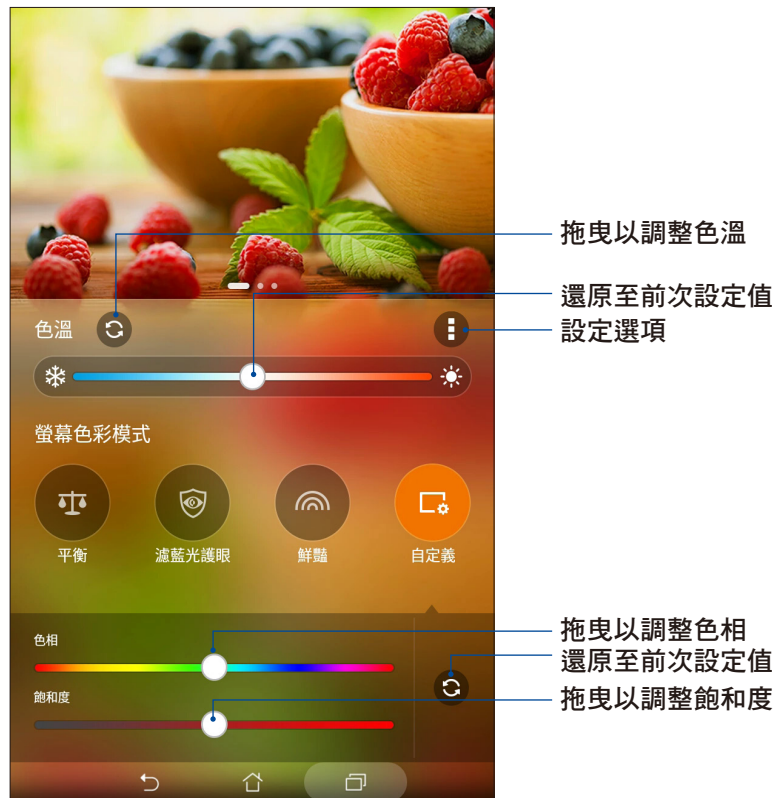 拖曳以調整色溫
還原至前次設定值
設定選項
色溫
螢幕色彩模式
平衡
濾藍光護眼
鮮豔
自定義
色相
飽和度
拖曳以調整色相
還原至前次設定值
拖曳以調整飽和度